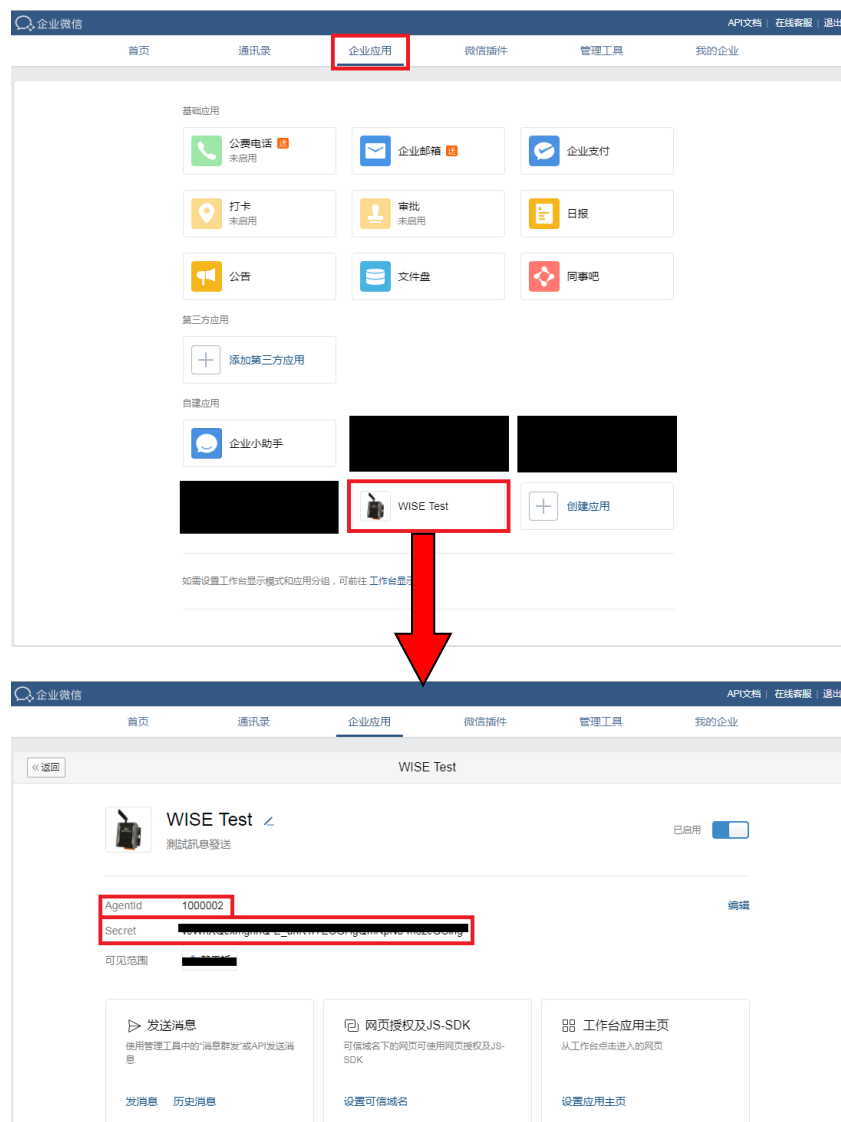 企业微信
API文档 | 在线客服 | 退出
首页 通讯录 企业应用 微信插件 管理工具 我的企业
基础应用
公费电话 送
未启用
企业邮箱 送
企业支付
打卡
未启用
审批
未启用
日报
公告
文件盘
同事吧
第三方应用
添加第三方应用
自建应用
企业小助手
WISE Test
创建应用
如需设置工作台显示模式和应用分组，可前往 工作台显示
企业微信
API文档 | 在线客服 | 退出
首页 通讯录 企业应用 微信插件 管理工具 我的企业
《返回
WISE Test
WISE Test
测試訊息發送
已启用
AgentId 1000002
编辑
Secret
可见范围
发送消息
使用管理工具中的“消息群发”或API发送消
息
发消息 历史消息
网页授权及JS-SDK
可信域名下的网页可使用网页授权及JS-
SDK
设置可信域名
工作台应用主页
从工作台点击进入的网页
设置应用主页